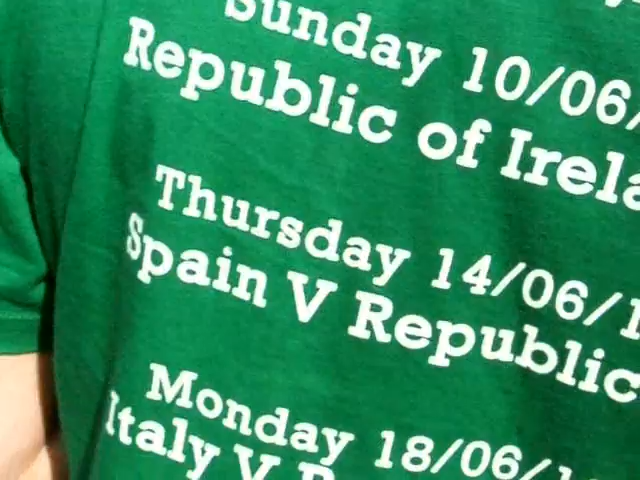 Sunday 10/06/
Republic of Irela
Thursday 14/06/1
Spain V Republic
Monday 18/06/1
Italy V R